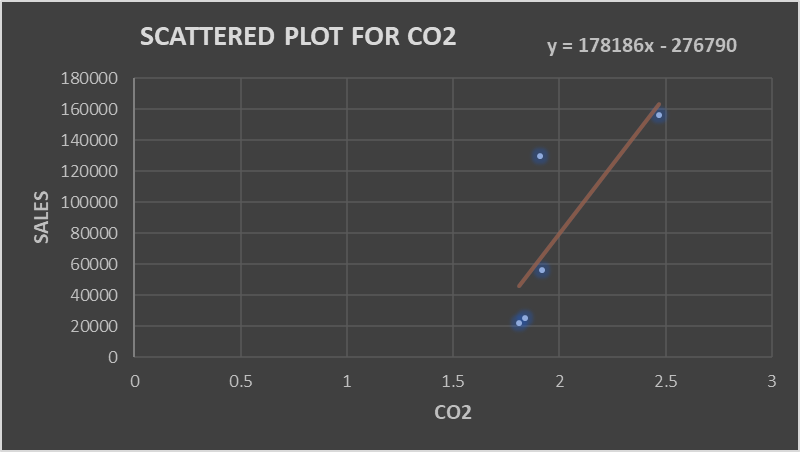 SCATTERED PLOT FOR CO2
y = 178186x - 276790
180000
160000
140000
120000
100000
80000
60000
40000
20000
0
SALES
0 0.5 1 1.5 2 2.5 3
CO2